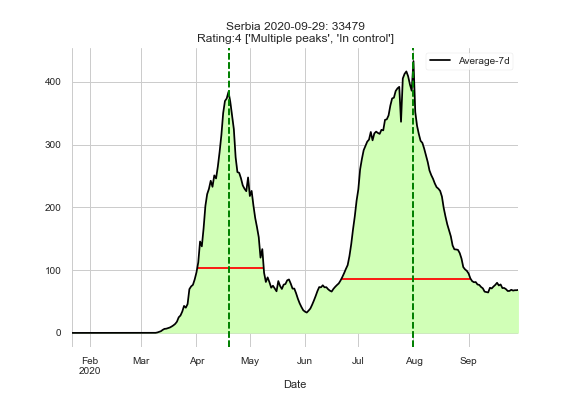 Serbia 2020-09-29: 33479
Rating:4 ['Multiple peaks', 'In control']
Average-7d
400
300
200
100
0
Feb Mar Apr May Jun Jul Aug Sep
2020
Date